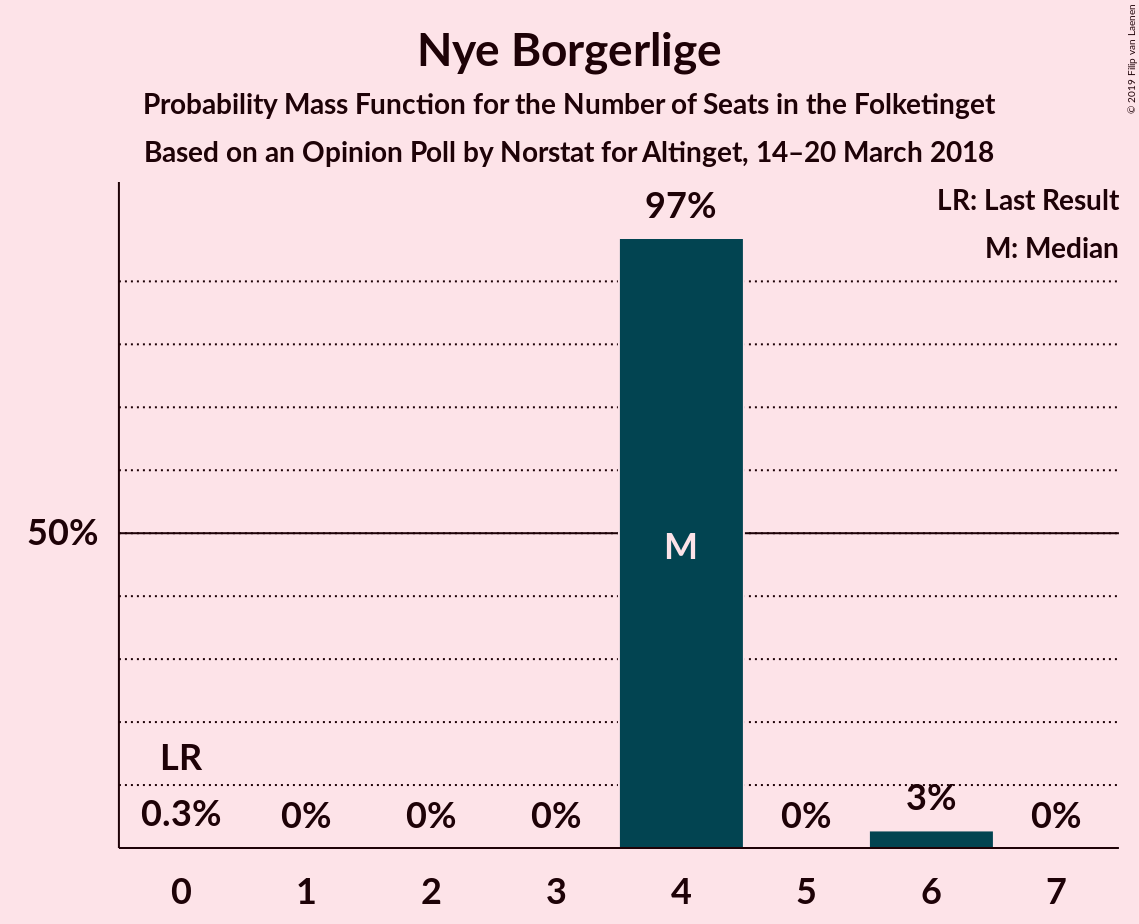 Nye Borgerlige
Probability Mass Function for the Number of Seats in the Folketinget
Based on an Opinion Poll by Norstat for Altinget, 14–20 March 2018
© 2019 Filip van Laenen
LR: Last Result
M: Median
97%
50%
M
LR
0.3%
0%
0%
0%
0%
3%
0%
0
1
2
3
4
5
6
7